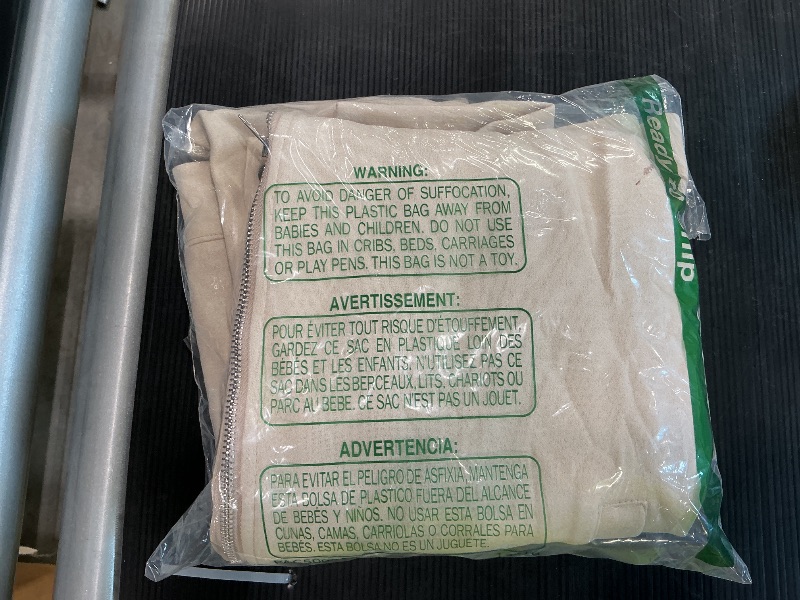 WARNING:
TO AVOID DANGER OF SUFFOCATION,
KEEP THIS PLASTIC BAG AWAY FROM
BABIES AND CHILDREN. DO NOT USE
THIS BAG IN CRIBS, BEDS, CARRIAGES
OR PLAY PENS. THIS BAG IS NOT A TOY.
AVERTISSEMENT:
POUR ÉVITER TOUT RISQUE D'ÉTOUFFEMENT,
GARDEZ CE SAC EN PLASTIQUE LOIN DES
BÉBÉS ET LES ENFANTS. N'UTILISEZ PAS CE
SAC DANS LES BERCEAUX, LITS, CHARIOTS OU
PARC AU BEBE. CE SAC N'EST PAS UN JOUET.
ADVERTENCIA:
PARA EVITAR EL PELIGRO DE ASFIXIA, MANTENGA
ESTA BOLSA DE PLASTICO FUERA DEL ALCANCE
DE BEBÉS Y NIÑOS. NO USAR ESTA BOLSA EN
CUNAS, CAMAS, CARRIOLAS O CORRALES PARA
BEBÉS. ESTA BOLSA NO ES UN JUGUETE.
Ready